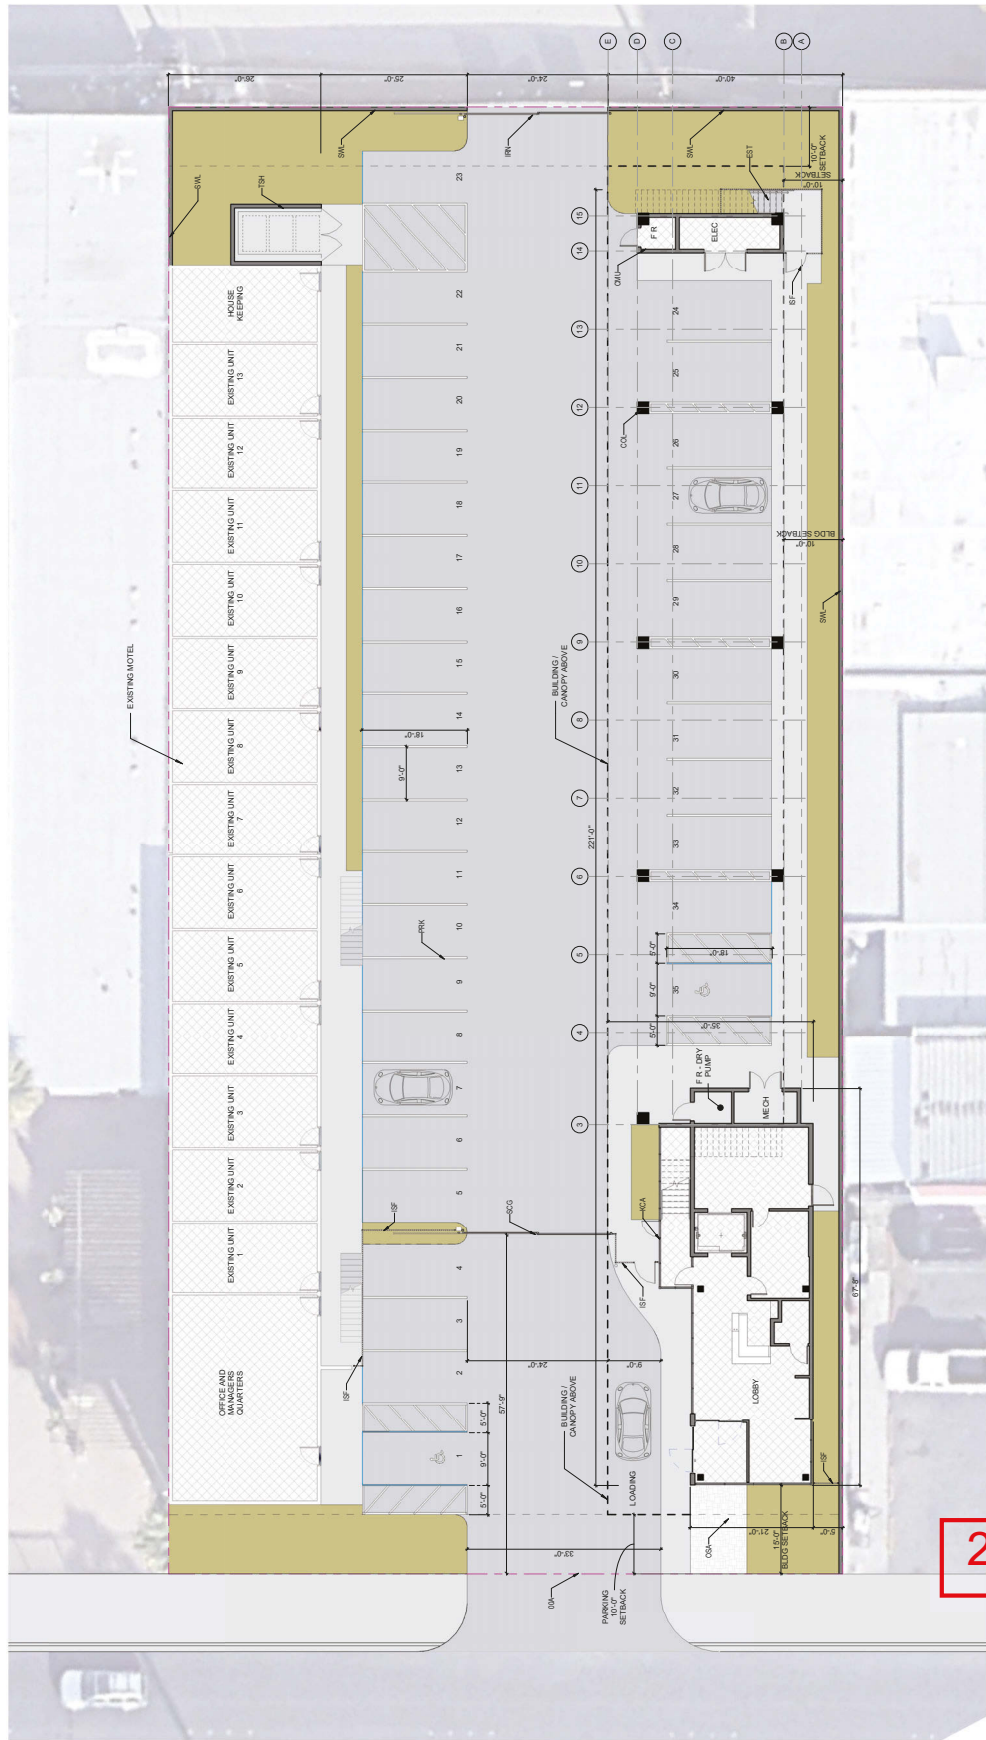 E
D
C
B
A
26'-0"
25'-0"
24'-0"
40'-0"
SWL
SWL
IRN
SWL
EST
10'-0"
SETBACK
10'-0"
SETBACK
TSH
23
15
14
F R
ELEC
CMU
ISF
HOUSE
KEEPING
22
24
EXISTING UNIT
13
21
13
25
EXISTING UNIT
12
20
12
COL
26
19
EXISTING UNIT
11
18
11
27
17
28
10'-0"
BLDG SETBACK
EXISTING UNIT
10
16
10
29
SWL
EXISTING MOTEL
EXISTING UNIT
9
15
9
30
BUILDING /
CANOPY ABOVE
EXISTING UNIT
8
14
18'-0"
8
31
9'-0"
13
EXISTING UNIT
7
12
7
32
221'-0"
33
EXISTING UNIT
6
11
6
34
PRK
10
EXISTING UNIT
5
9
5
5'-0"
18'-0"
9'-0"
35
EXISTING UNIT
4
8
4
5'-0"
35'-0"
EXISTING UNIT
3
7
F R - DRY
PUMP
MECH
6
3
EXISTING UNIT
2
5
ISF
SCG
KCA
EXISTING UNIT
1
4
ISF
67'-8"
3
OFFICE AND
MANAGERS
QUARTERS
ISF
2
24'-0"
9'-0"
57'-9"
BUILDING /
CANOPY ABOVE
LOBBY
5'-0"
9'-0"
1
5'-0"
LOADING
ISF
OSA
21'-0"
5'-0"
15'-0"
BLDG SETBACK
33'-0"
PARKING
10'-0"
SETBACK
2